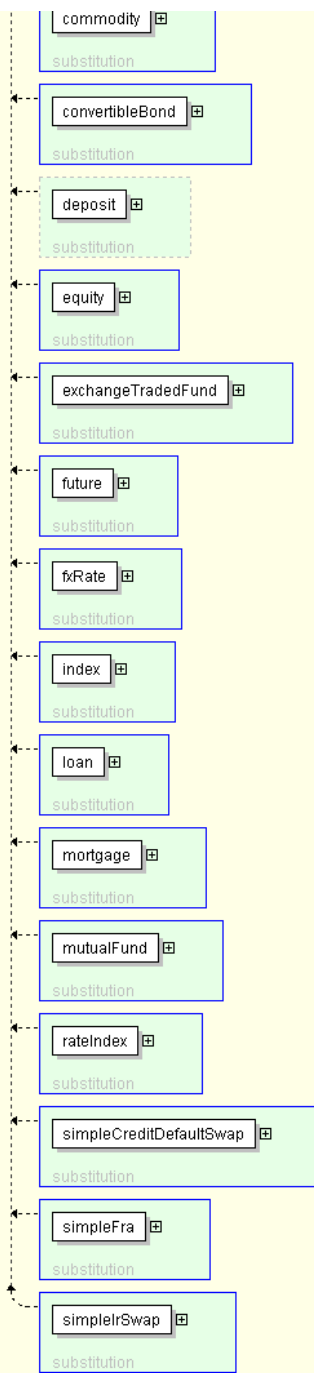 commodity
substitution
convertibleBond
substitution
deposit
substitution
equity
substitution
exchangeTradedFund
substitution
future
substitution
fxRate
substitution
index
substitution
loan
substitution
mortgage
substitution
mutualFund
substitution
rateIndex
substitution
simpleCreditDefaultSwap
substitution
simpleFra
substitution
simpleIrSwap
substitution